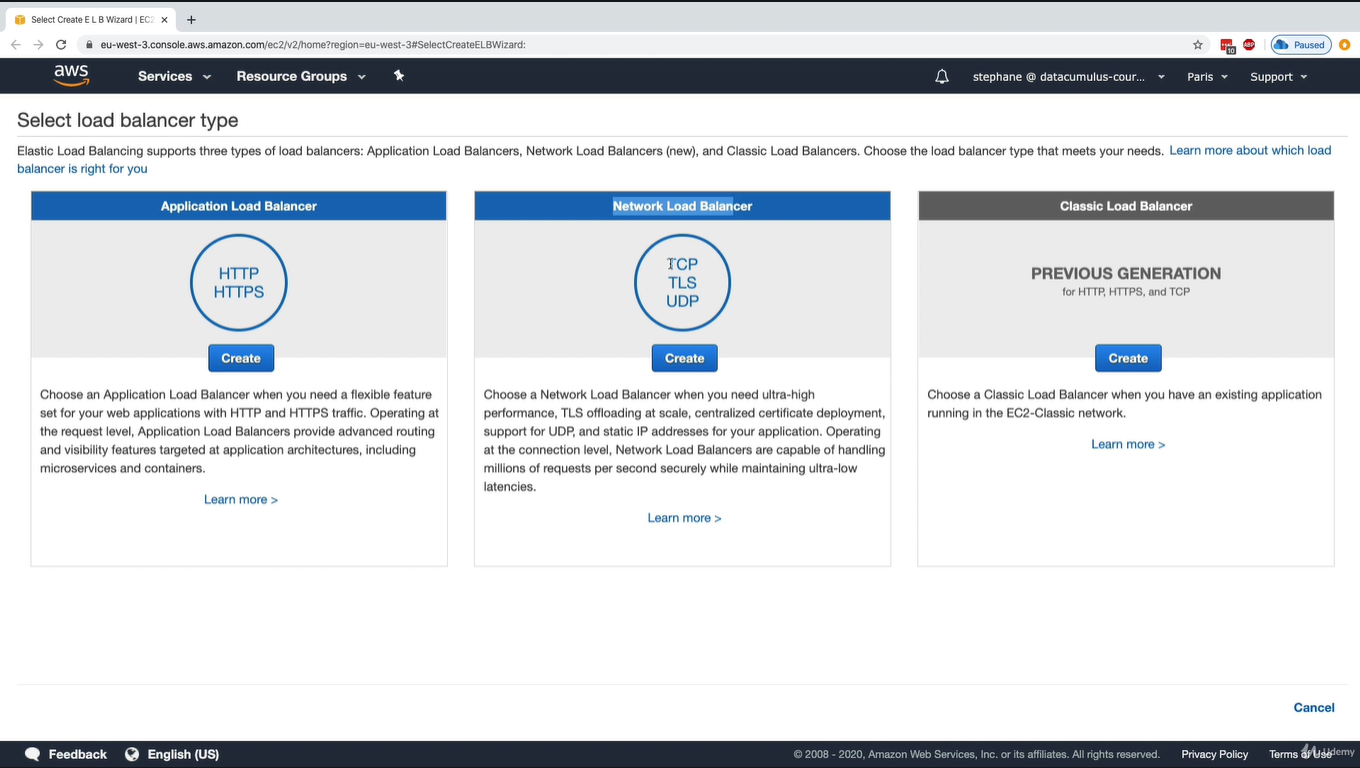 Select Create E L B Wizard | EC2
eu-west-3.console.aws.amazon.com/ec2/v2/home?region=eu-west-3#SelectCreateELBWizard:
10
ABP
Paused
aws
Services
Resource Groups
stephane @ datacumulus-cour...
Paris
Support
Select load balancer type
Elastic Load Balancing supports three types of load balancers: Application Load Balancers, Network Load Balancers (new), and Classic Load Balancers. Choose the load balancer type that meets your needs. Learn more about which load
balancer is right for you
Application Load Balancer
HTTP
HTTPS
Create
Choose an Application Load Balancer when you need a flexible feature
set for your web applications with HTTP and HTTPS traffic. Operating at
the request level, Application Load Balancers provide advanced routing
and visibility features targeted at application architectures, including
microservices and containers.
Learn more >
Network Load Balancer
TCP
TLS
UDP
Create
Choose a Network Load Balancer when you need ultra-high
performance, TLS offloading at scale, centralized certificate deployment,
support for UDP, and static IP addresses for your application. Operating
at the connection level, Network Load Balancers are capable of handling
millions of requests per second securely while maintaining ultra-low
latencies.
Learn more >
Classic Load Balancer
PREVIOUS GENERATION
for HTTP, HTTPS, and TCP
Create
Choose a Classic Load Balancer when you have an existing application
running in the EC2-Classic network.
Learn more >
Cancel
Feedback
English (US)
© 2008 - 2020, Amazon Web Services, Inc. or its affiliates. All rights reserved.
Privacy Policy
Terms of Use
Udemy